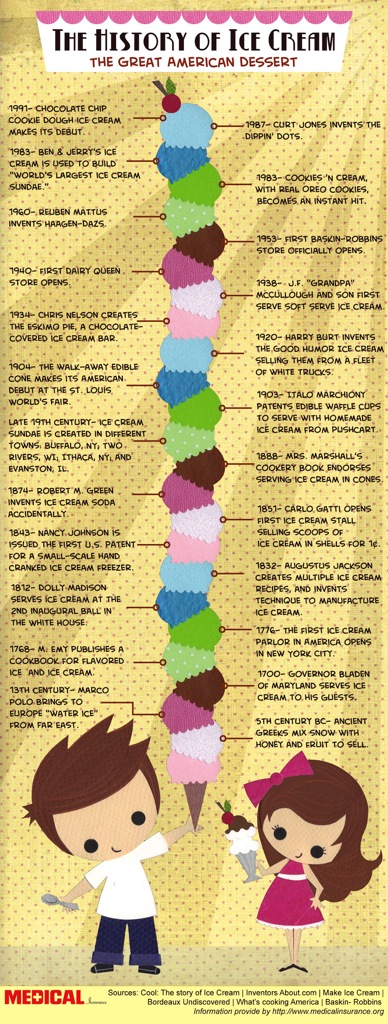 The History of Ice Cream
The Great American Dessert
1991- Chocolate Chip
Cookie Dough Ice Cream
makes its debut.
1987- Curt Jones invents the
Dippin' Dots.
1983- Ben & Jerry's ice
cream is used to build
"world's largest ice cream
sundae."
1983- Cookies 'n Cream,
with real Oreo cookies,
becomes an instant hit.
1960- Reuben Mattus
invents Haagen-Dazs.
1953- First Baskin-Robbins
store officially opens.
1940- First Dairy Queen
store opens.
1938- J.F. "Grandpa"
McCullough and son first
serve soft serve ice cream.
1934- Chris Nelson creates
the Eskimo Pie, a chocolate-
covered ice cream bar.
1920- Harry Burt invents
the Good Humor Ice Cream
selling them from a fleet
of white trucks.
1904- The walk-away edible
cone makes its American
debut at the St. Louis
World's Fair.
1903- Italo Marchiony
patents edible waffle cups
to serve with homemade
ice cream from pushcart.
Late 19th Century- Ice cream
sundae is created in different
towns. Buffalo, NY; Two
Rivers, WI; Ithaca, NY; and
Evanston, IL.
1888- Mrs. Marshall's
Cookery Book endorses
serving ice cream in cones.
1874- Robert M. Green
invents ice cream soda
accidentally.
1851- Carlo Gatti opens
first ice cream stall
selling scoops of
ice cream in shells for 1¢.
1843- Nancy Johnson is
issued the first U.S. patent
for a small-scale hand
cranked ice cream freezer.
1832- Augustus Jackson
creates multiple ice cream
recipes, and invents
technique to manufacture
ice cream.
1812- Dolly Madison
serves ice cream at the
2nd Inaugural Ball in
the White House.
1776- The first ice cream
parlor in America opens
in New York City.
1768- M. Emy publishes a
cookbook for flavored
ice and ice cream.
1700- Governor Bladen
of Maryland serves ice
cream to his guests.
13th Century- Marco
Polo brings to
Europe "water ice"
from Far East.
5th Century BC- Ancient
Greeks mix snow with
honey and fruit to sell.
MEDICAL Insurance
Sources: Cool: The story of Ice Cream | Inventors About.com | Make Ice Cream |
Bordeaux Undiscovered | What's cooking America | Baskin- Robbins
Information provide by http://www.medicalinsurance.org